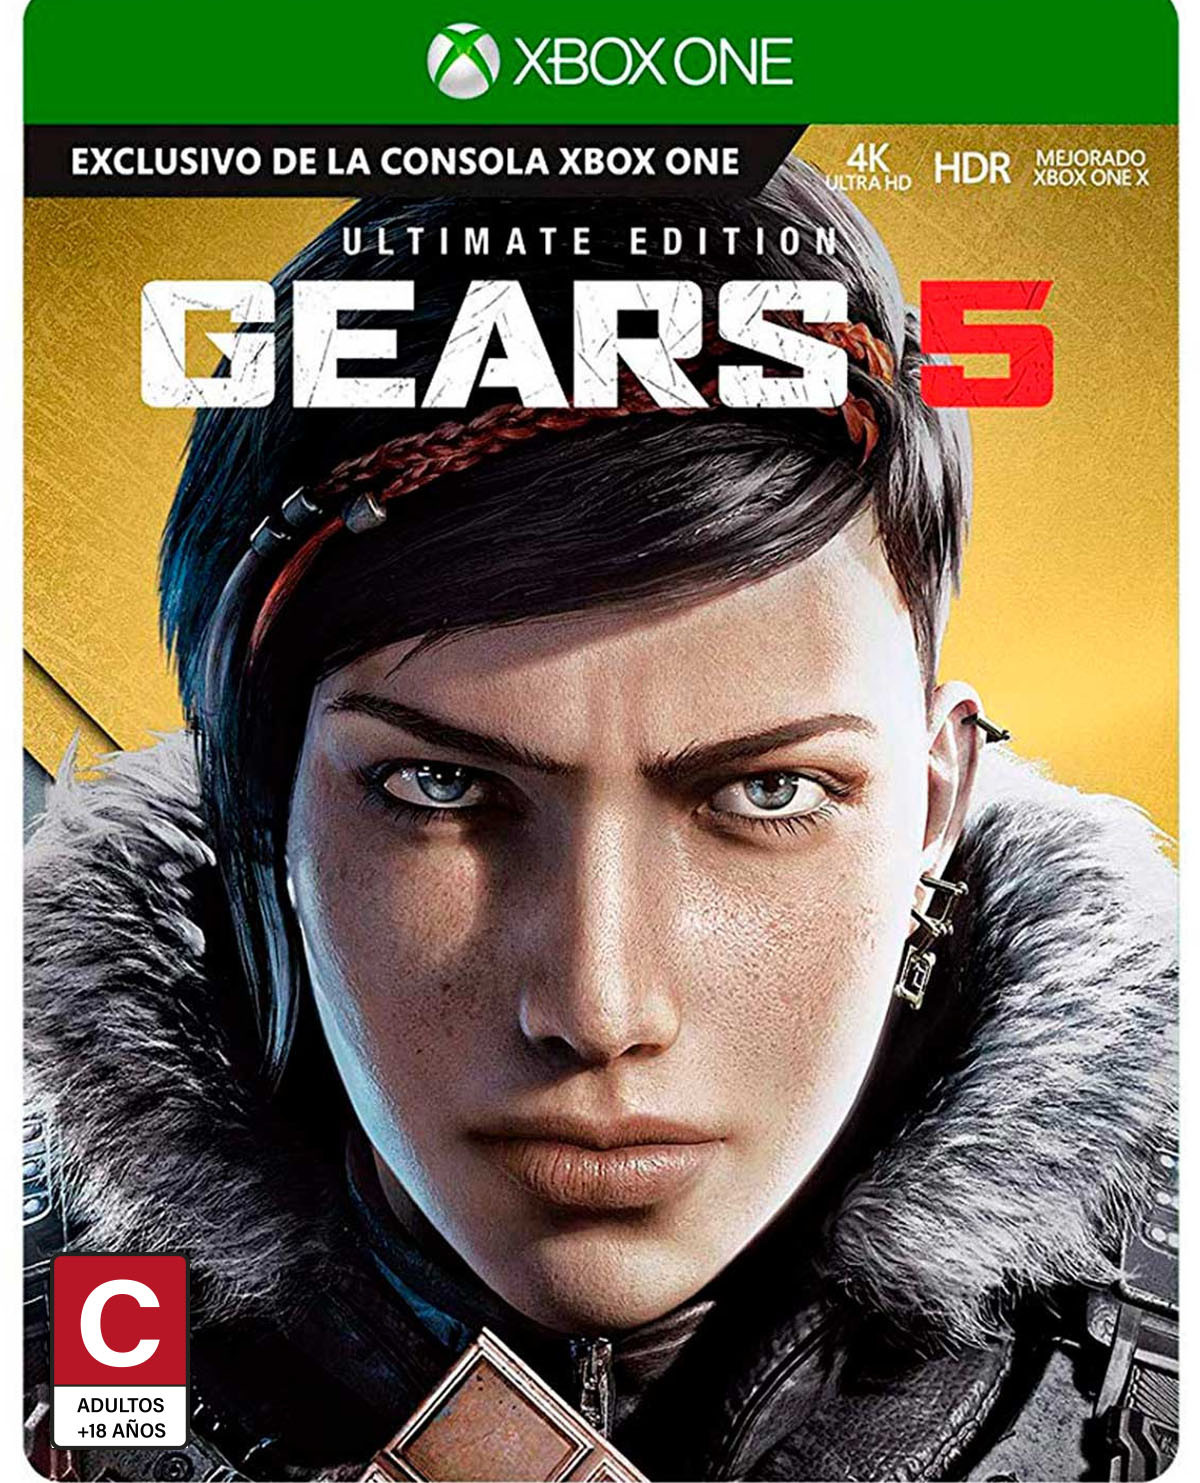 XBOX ONE
EXCLUSIVO DE LA CONSOLA XBOX ONE
4K
ULTRA HD
HDR
MEJORADO
XBOX ONE X
ULTIMATE EDITION
GEARS 5
C
ADULTOS
+18 AÑOS